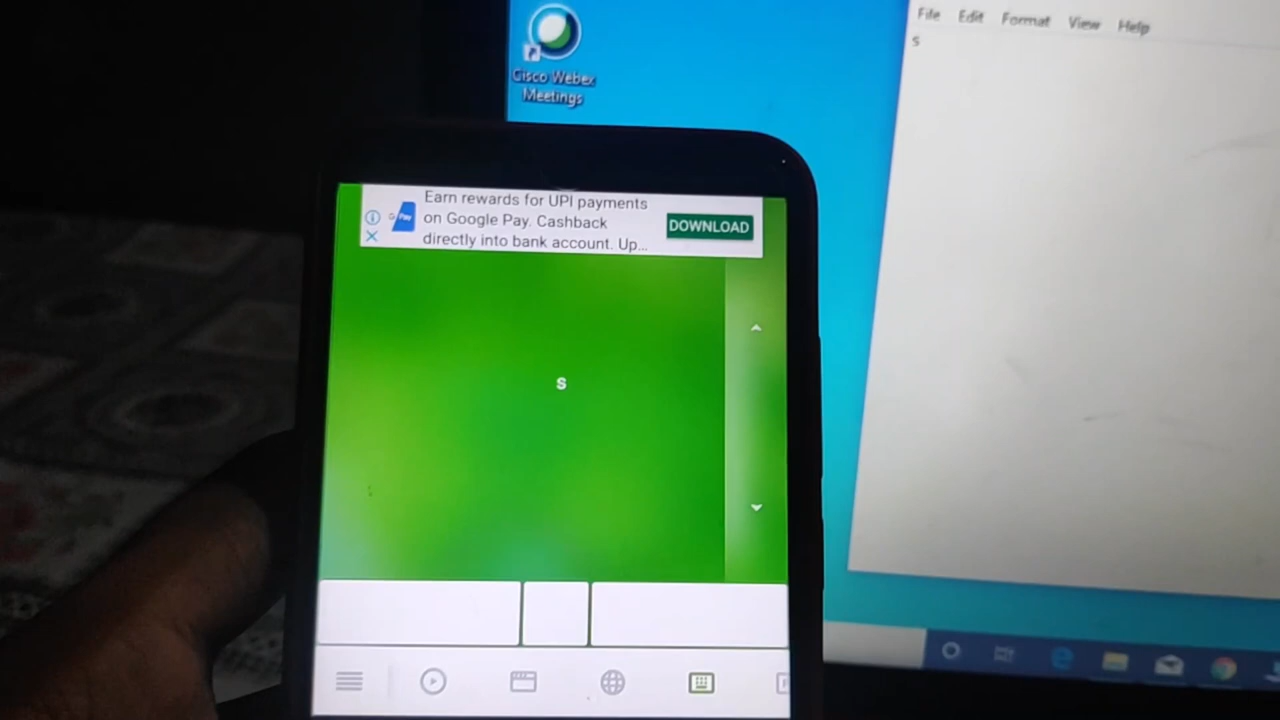 Cisco Webex
Meetings
File Edit Format View Help
s
Earn rewards for UPI payments
on Google Pay. Cashback
directly into bank account. Up...
DOWNLOAD
G Pay
s